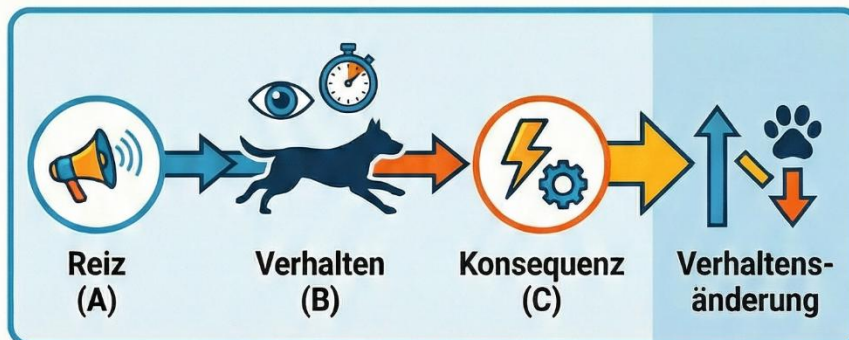 Reiz
(A)
Verhalten
(B)
Konsequenz
(C)
Verhaltens-
änderung